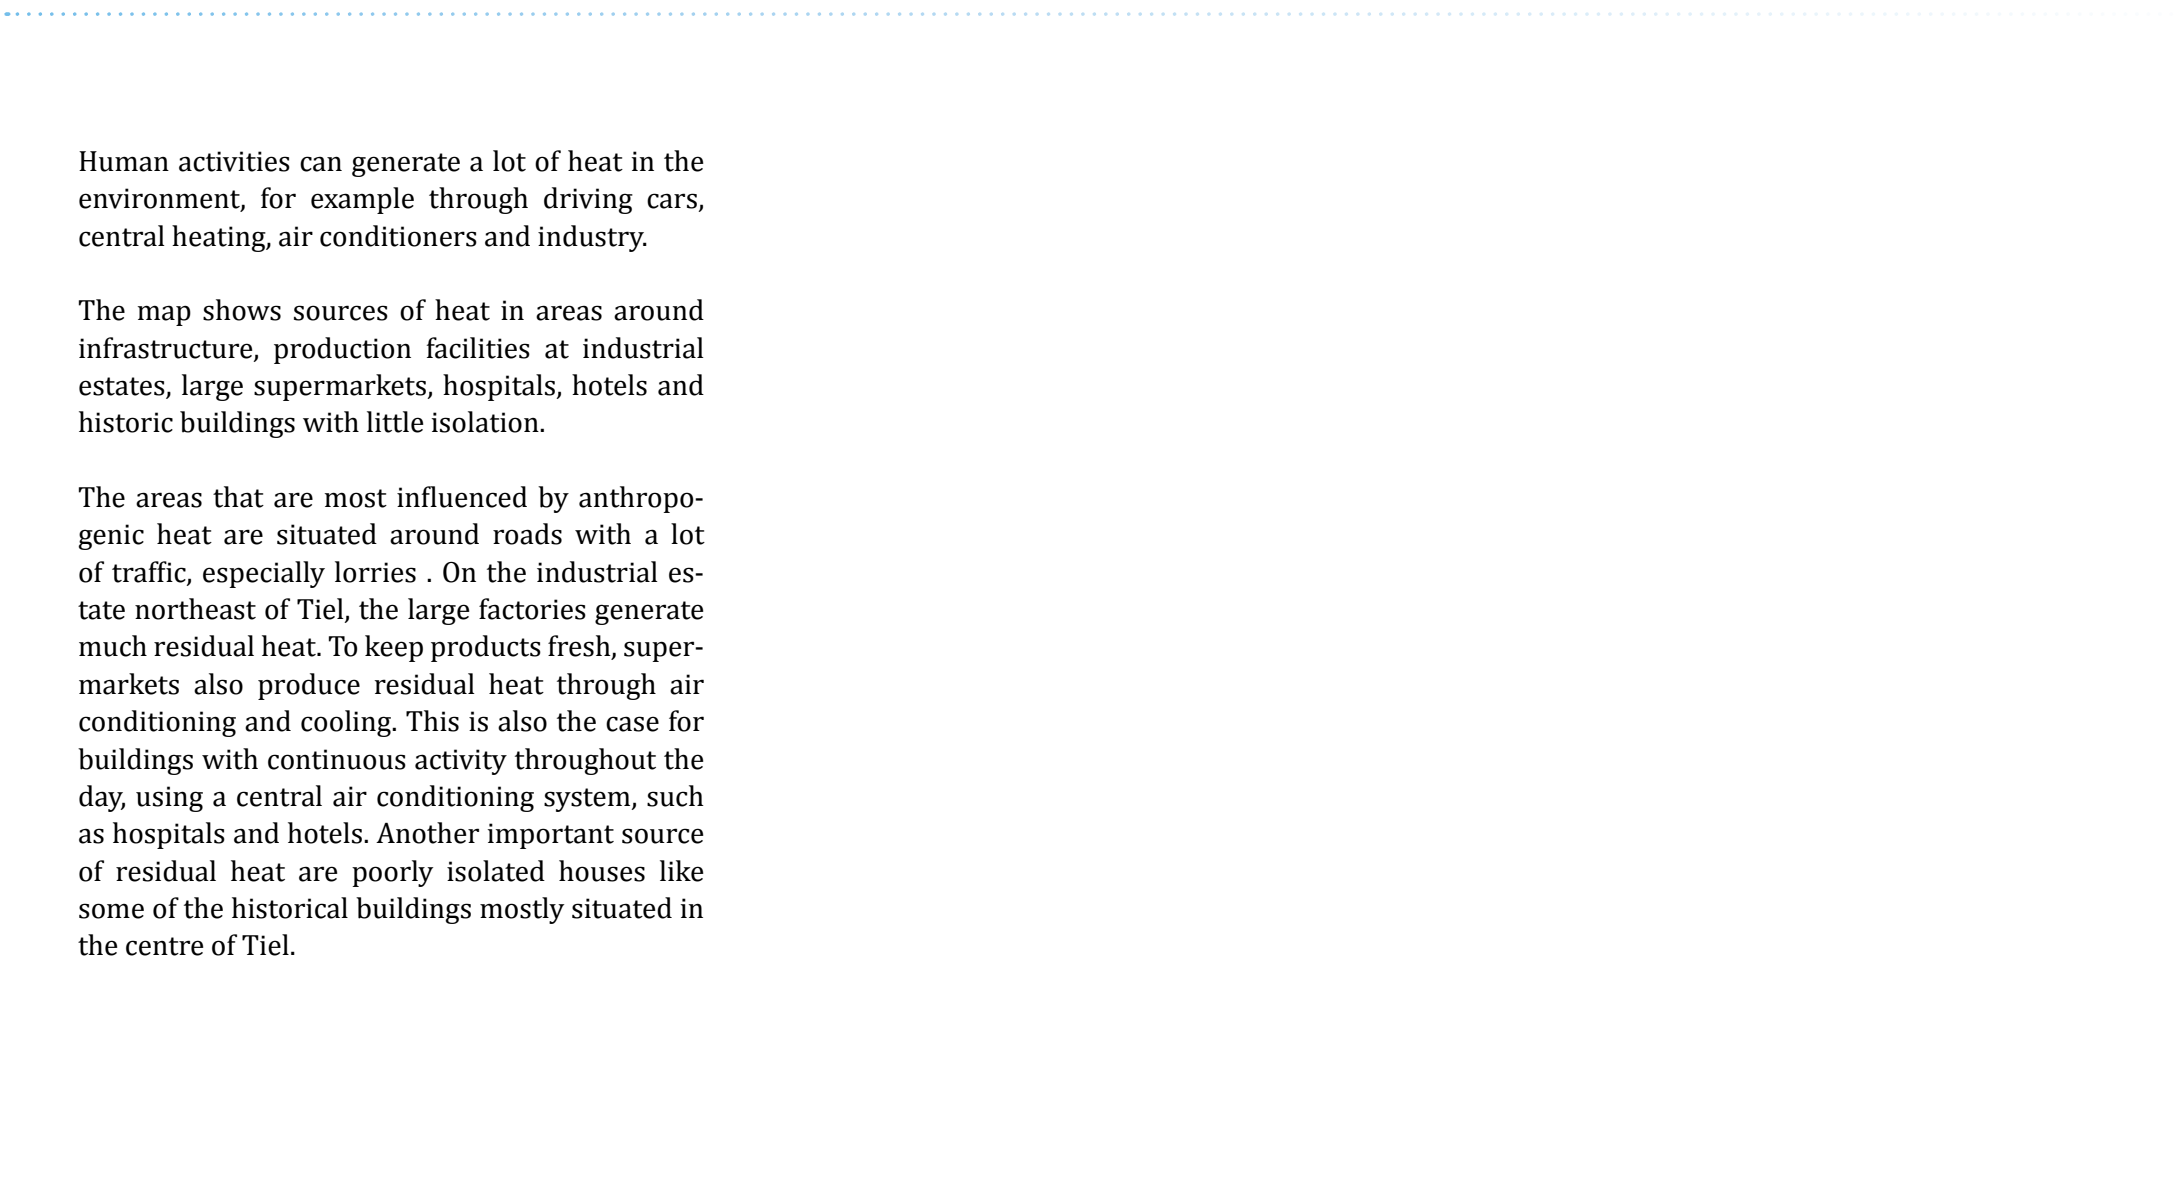 Human activities can generate a lot of heat in the
environment, for example through driving cars,
central heating, air conditioners and industry.
The map shows sources of heat in areas around
infrastructure, production facilities at industrial
estates, large supermarkets, hospitals, hotels and
historic buildings with little isolation.
The areas that are most influenced by anthropo-
genic heat are situated around roads with a lot
of traffic, especially lorries . On the industrial es-
tate northeast of Tiel, the large factories generate
much residual heat. To keep products fresh, super-
markets also produce residual heat through air
conditioning and cooling. This is also the case for
buildings with continuous activity throughout the
day, using a central air conditioning system, such
as hospitals and hotels. Another important source
of residual heat are poorly isolated houses like
some of the historical buildings mostly situated in
the centre of Tiel.